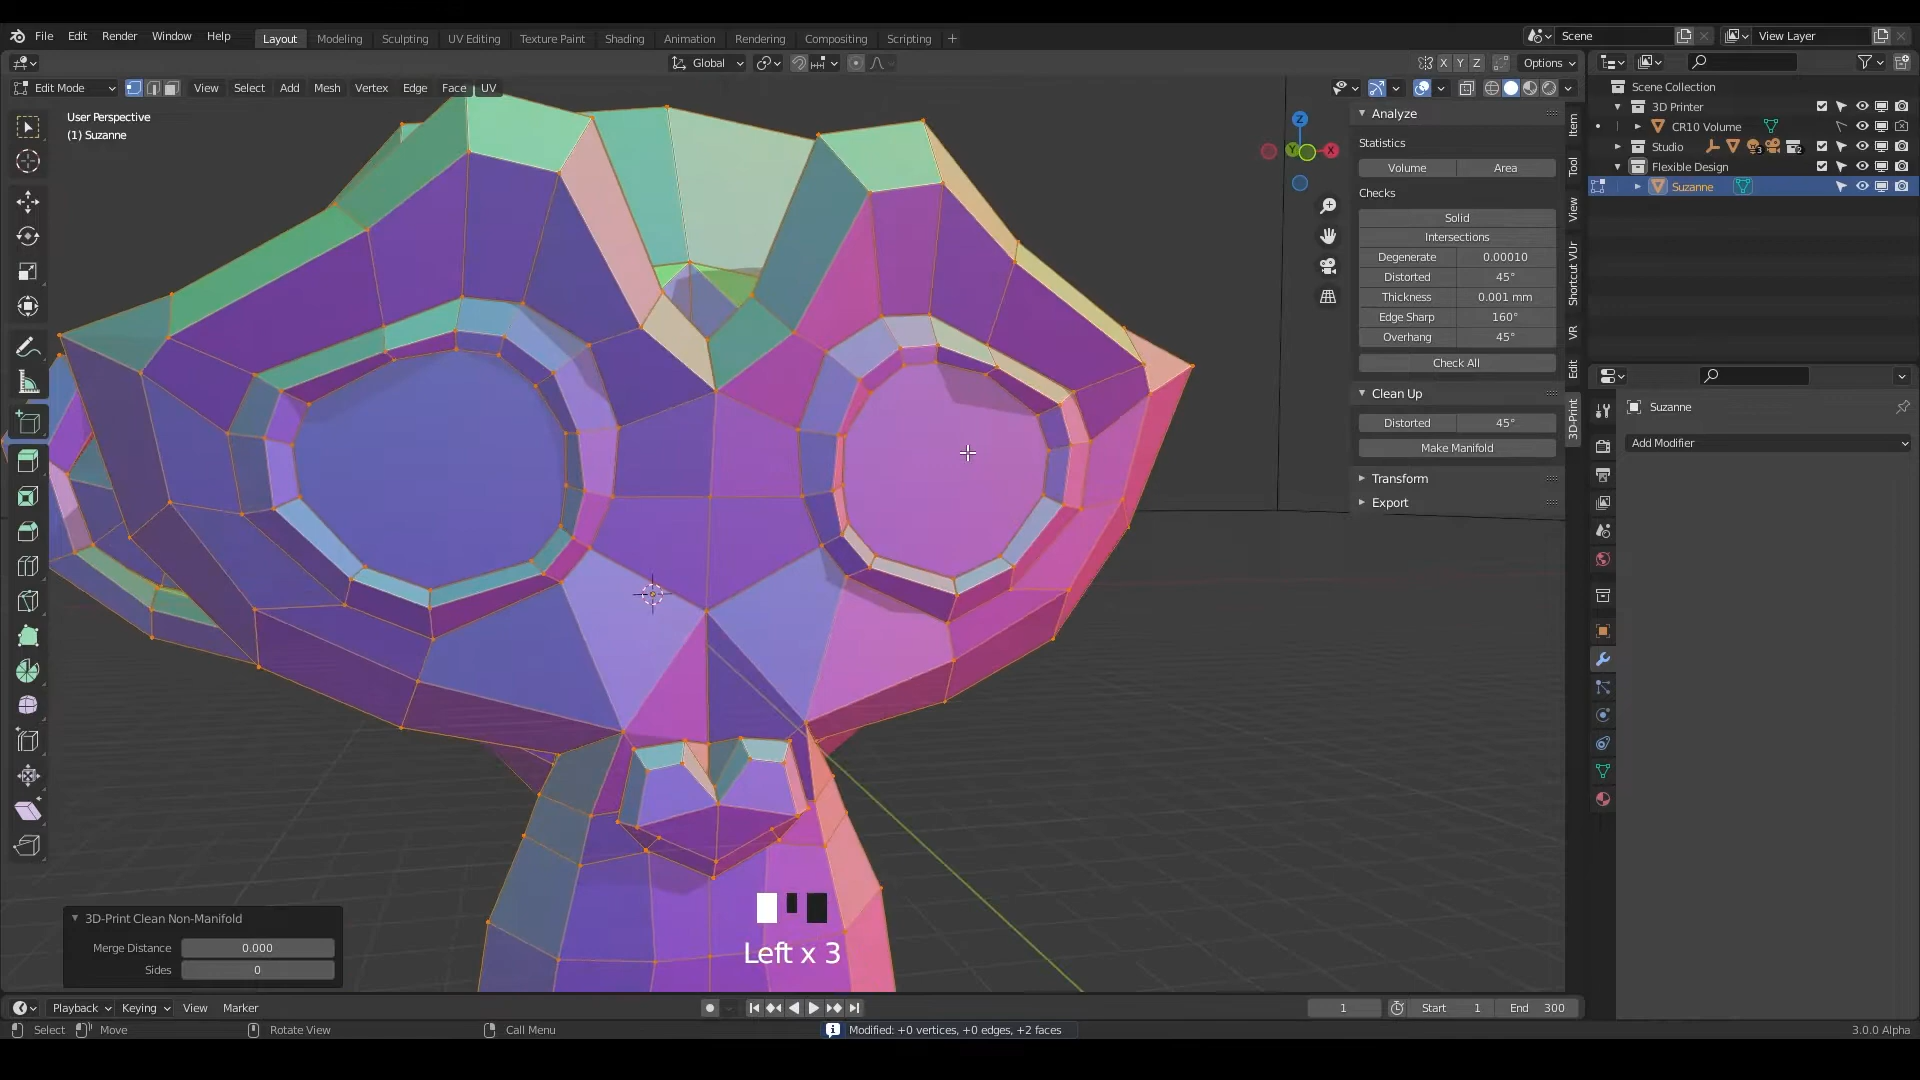 File Edit Render Window Help Layout Modeling Sculpting UV Editing Texture Paint Shading Animation Rendering Compositing Scripting + Scene View Layer
Global X Y Z Options
Edit Mode View Select Add Mesh Vertex Edge Face UV
User Perspective
(1) Suzanne
Z
Y
X
Analyze
Statistics
Volume Area
Checks
Solid
Intersections
Degenerate 0.00010
Distorted 45°
Thickness 0.001 mm
Edge Sharp 160°
Overhang 45°
Check All
Clean Up
Distorted 45°
Make Manifold
Transform
Export
Item
Tool
View
Shortcut VUr
VR
Edit
3D-Print
Scene Collection
3D Printer
CR10 Volume
Studio
Flexible Design
Suzanne
Suzanne
Add Modifier
3D-Print Clean Non-Manifold
Merge Distance 0.000
Sides 0
Left x 3
Playback Keying View Marker 1 Start 1 End 300
Select Move Rotate View Call Menu Modified: +0 vertices, +0 edges, +2 faces 3.0.0 Alpha